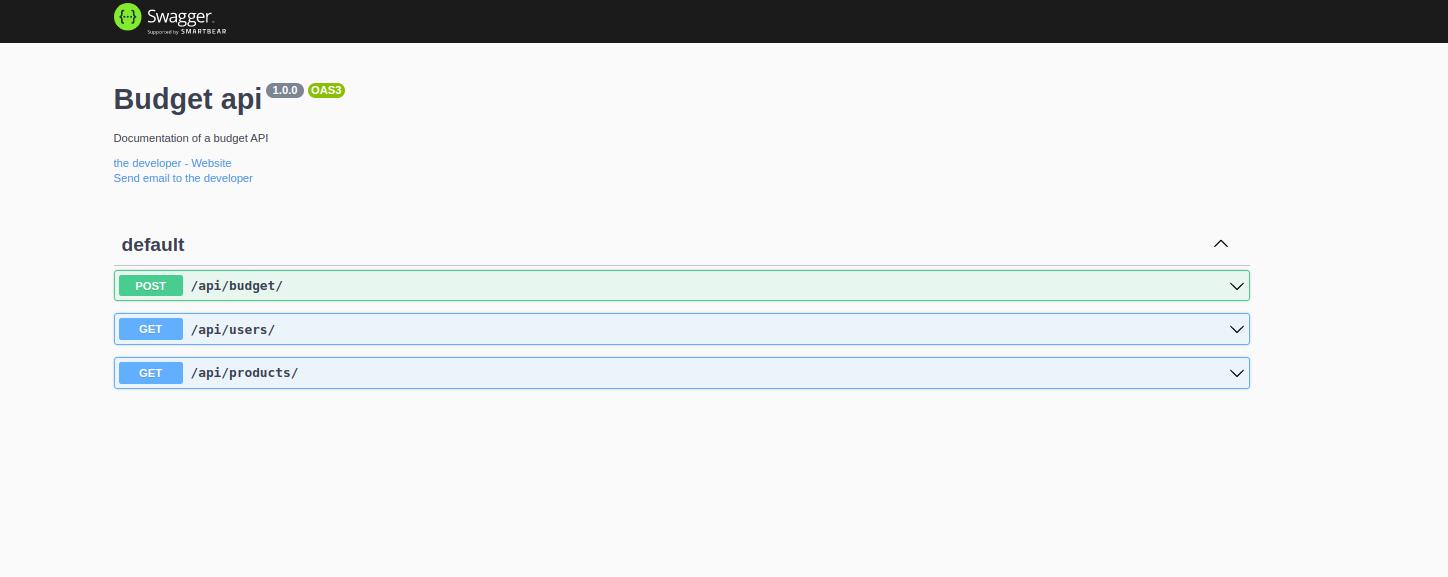 {···} Swagger.
Supported by SMARTBEAR
Budget api 1.0.0 OAS3
Documentation of a budget API
the developer - Website
Send email to the developer
default
POST /api/budget/
GET /api/users/
GET /api/products/